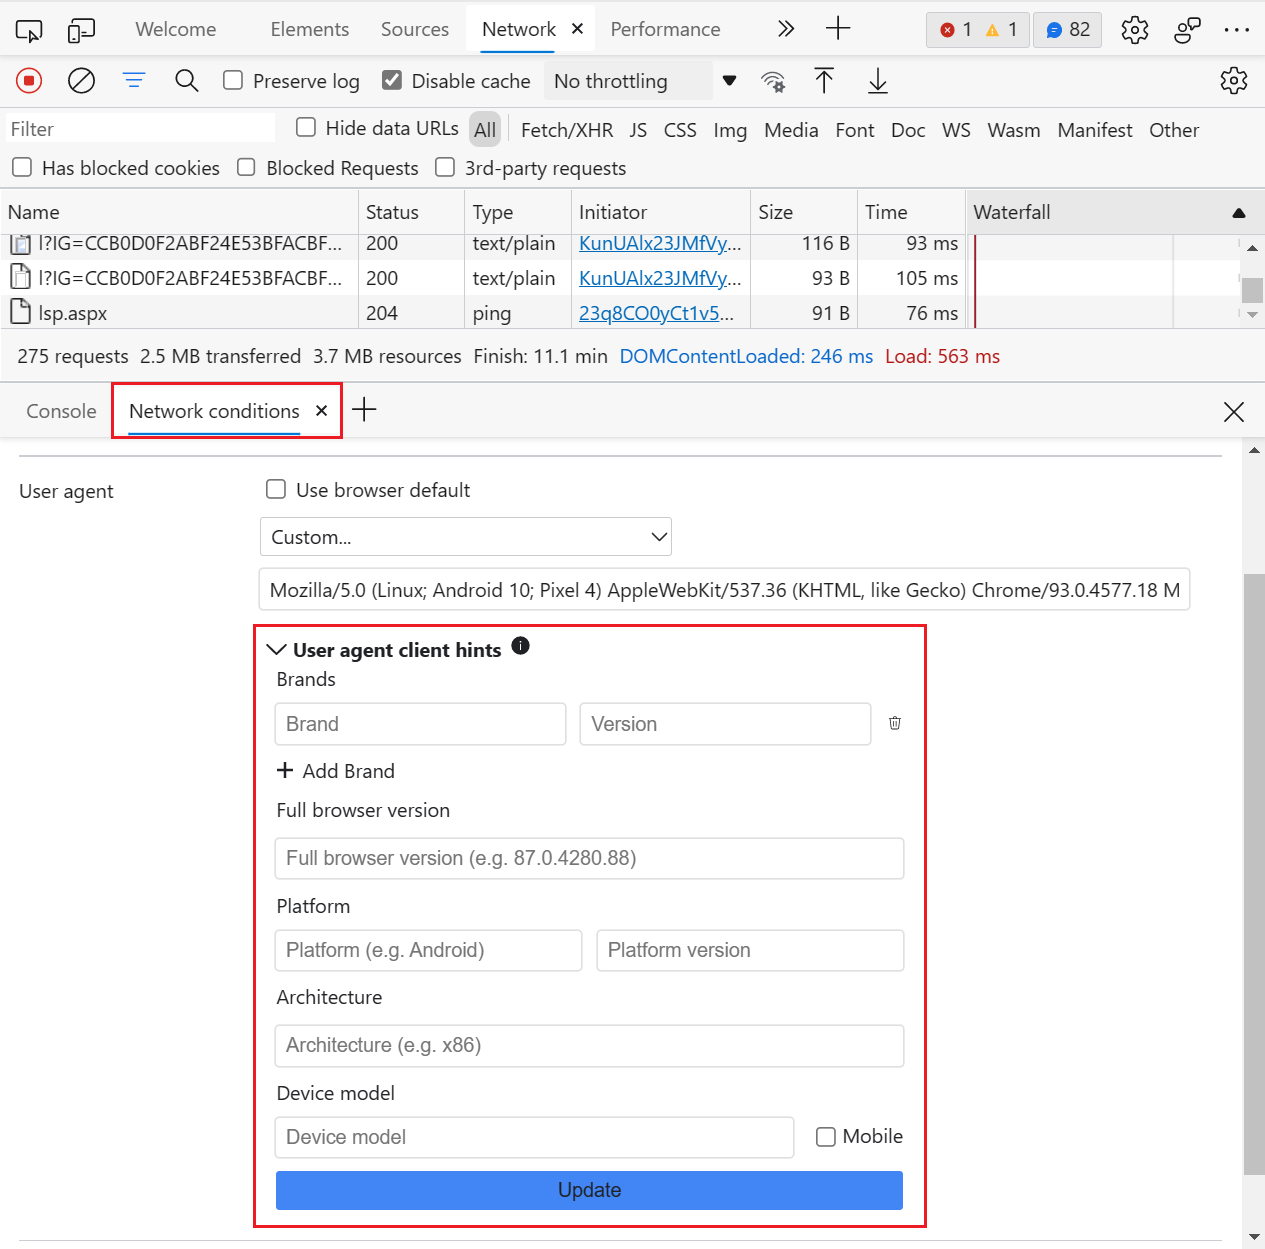 Welcome Elements Sources Network Performance 1 1 82
Preserve log Disable cache No throttling
Filter Hide data URLs All Fetch/XHR JS CSS Img Media Font Doc WS Wasm Manifest Other
Has blocked cookies Blocked Requests 3rd-party requests
Name Status Type Initiator Size Time Waterfall
l?IG=CCB0D0F2ABF24E53BFACBF... 200 text/plain KunUAlx23JMfVy... 116 B 93 ms
l?IG=CCB0D0F2ABF24E53BFACBF... 200 text/plain KunUAlx23JMfVy... 93 B 105 ms
lsp.aspx 204 ping 23q8CO0yCt1v5... 91 B 76 ms
275 requests 2.5 MB transferred 3.7 MB resources Finish: 11.1 min DOMContentLoaded: 246 ms Load: 563 ms
Console Network conditions
User agent Use browser default
Custom...
Mozilla/5.0 (Linux; Android 10; Pixel 4) AppleWebKit/537.36 (KHTML, like Gecko) Chrome/93.0.4577.18 M
User agent client hints
Brands
Brand Version
Add Brand
Full browser version
Full browser version (e.g. 87.0.4280.88)
Platform
Platform (e.g. Android) Platform version
Architecture
Architecture (e.g. x86)
Device model
Device model Mobile
Update